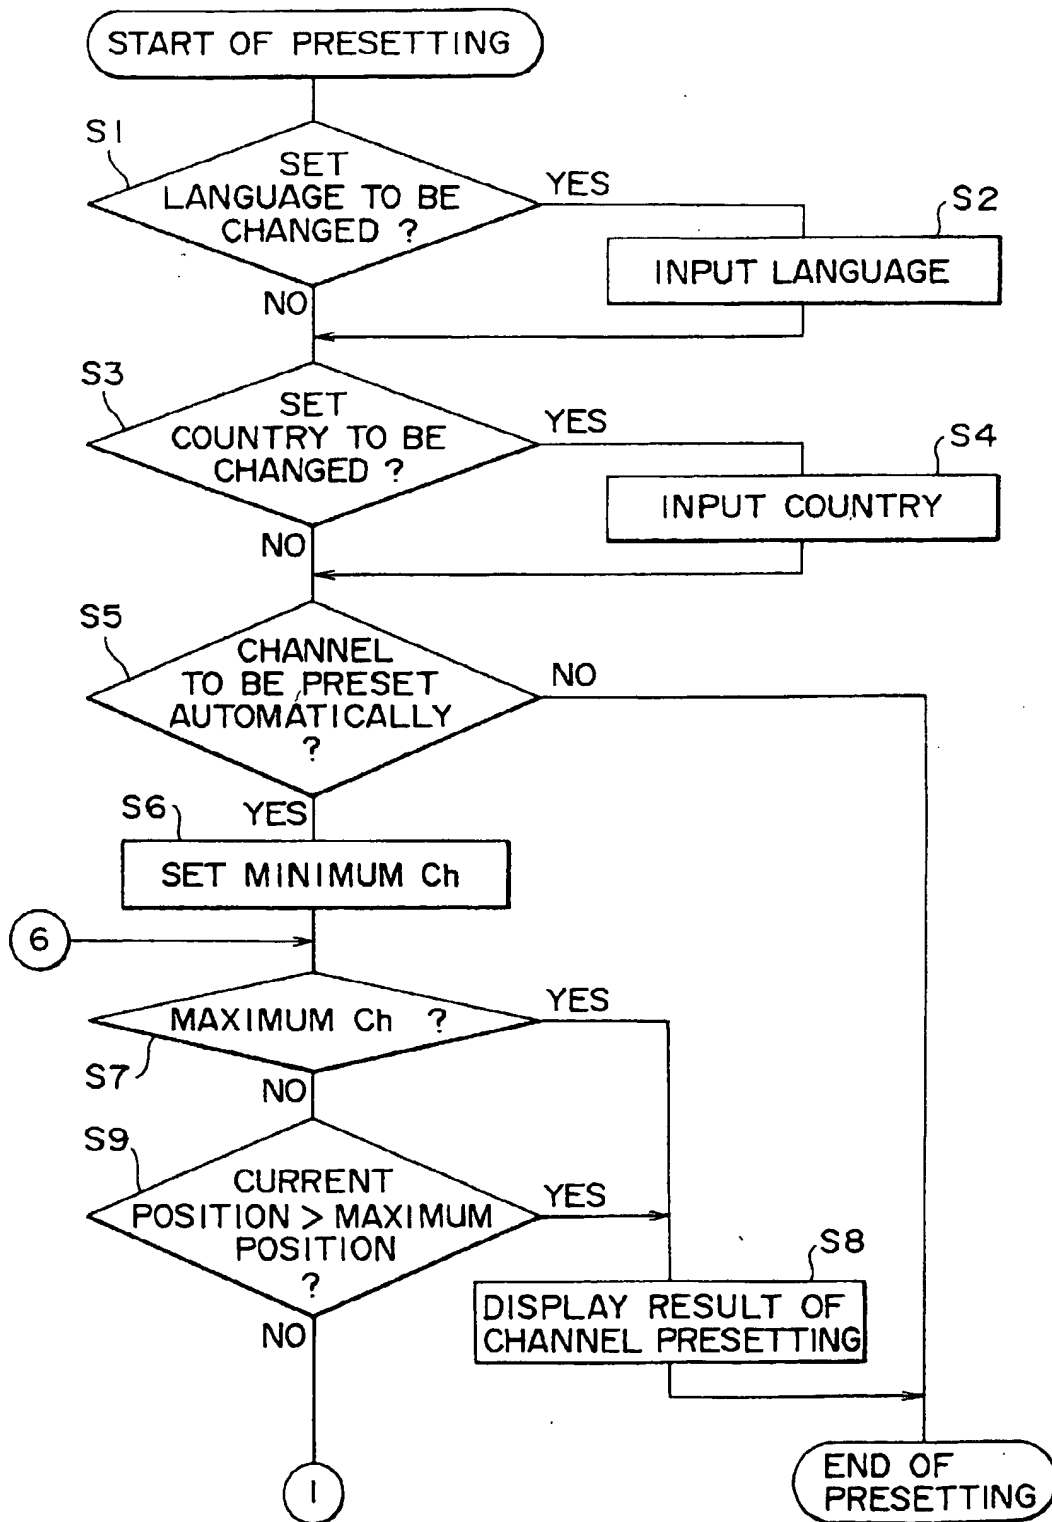 START OF PRESETTING
S1
SET
LANGUAGE TO BE
CHANGED ?
YES
S2
INPUT LANGUAGE
NO
S3
SET
COUNTRY TO BE
CHANGED ?
YES
S4
INPUT COUNTRY
NO
S5
CHANNEL
TO BE PRESET
AUTOMATICALLY
?
NO
YES
S6
SET MINIMUM Ch
6
MAXIMUM Ch ?
YES
S7
NO
S9
CURRENT
POSITION > MAXIMUM
POSITION
?
YES
S8
DISPLAY RESULT OF
CHANNEL PRESETTING
NO
1
END OF
PRESETTING